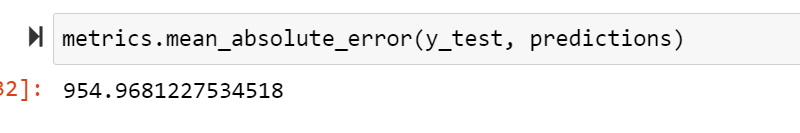 metrics.mean_absolute_error(y_test, predictions)
32]: 954.9681227534518